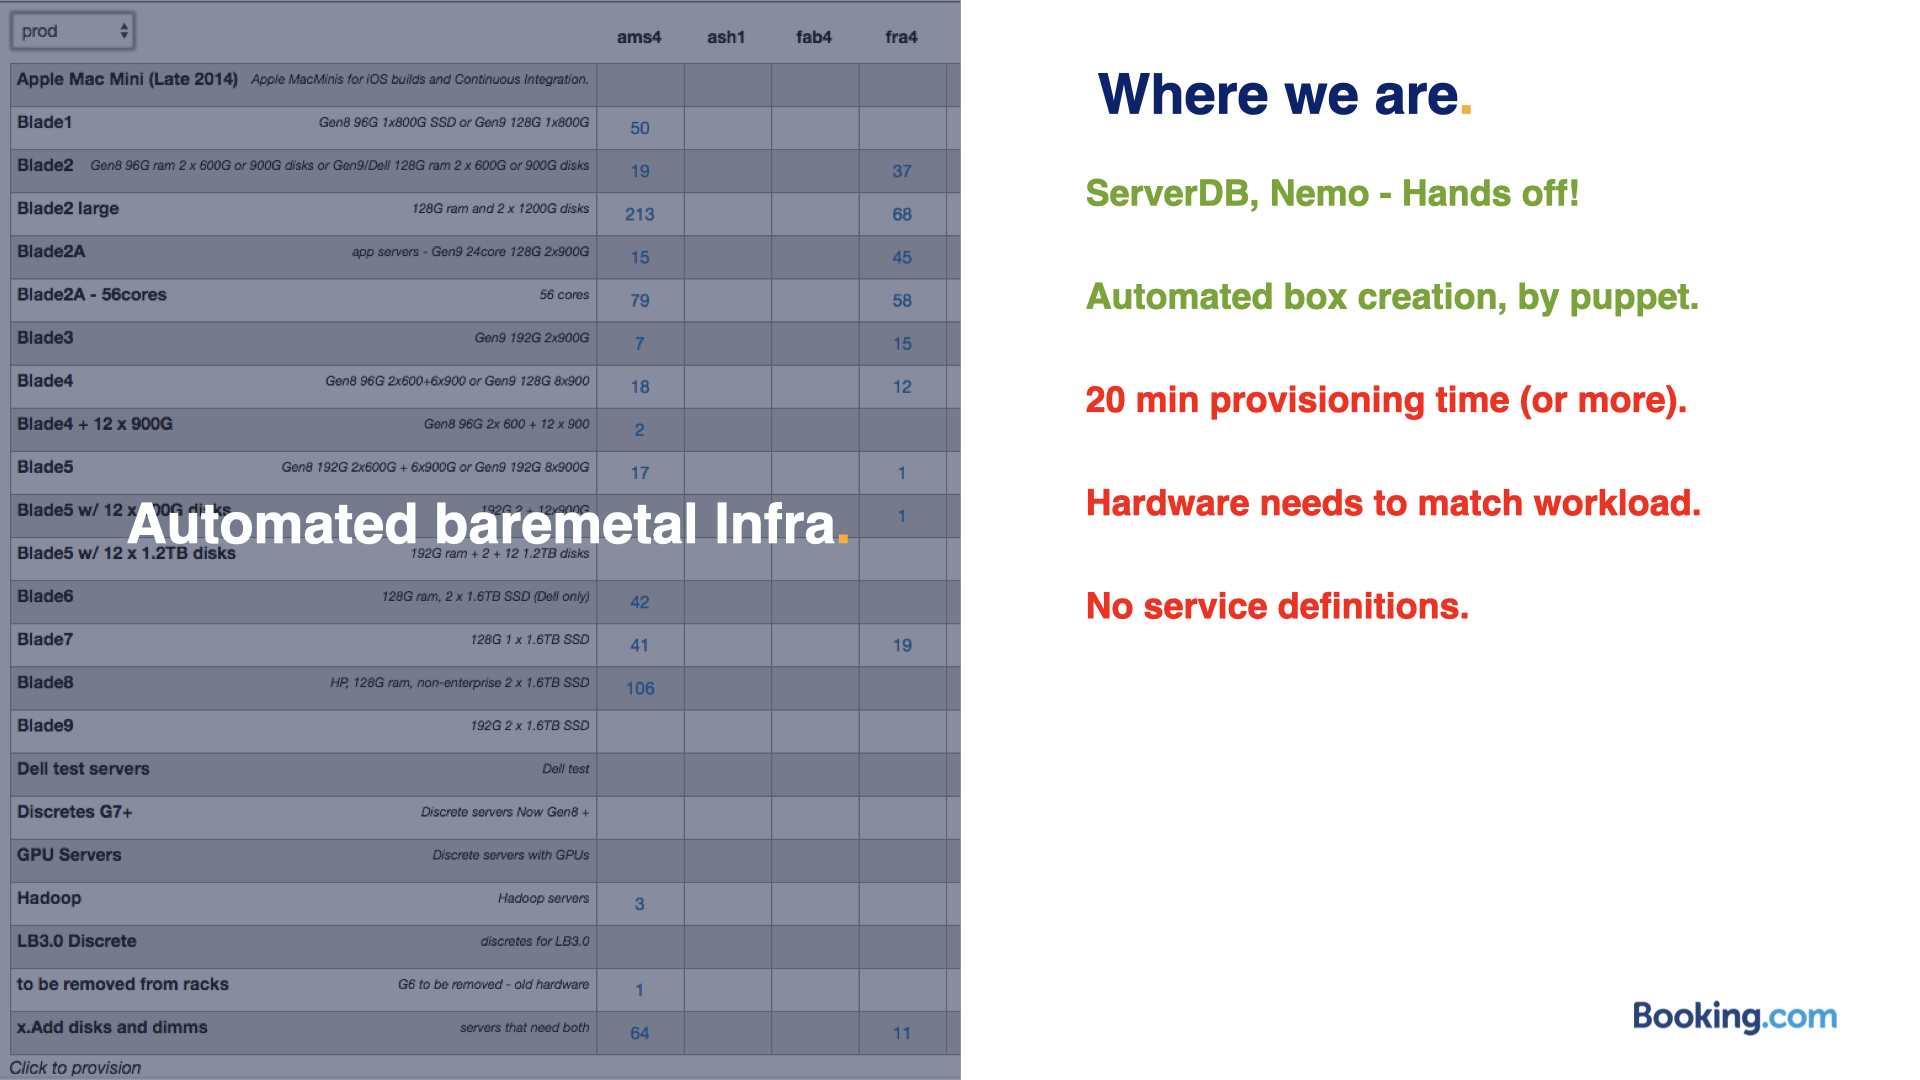 prod
ams4 ash1 fab4 fra4
Apple Mac Mini (Late 2014) Apple MacMinis for iOS builds and Continuous Integration.
Blade1 Gen8 96G 1x800G SSD or Gen9 128G 1x800G 50
Blade2 Gen8 96G ram 2 x 600G or 900G disks or Gen9/Dell 128G ram 2 x 600G or 900G disks 19 37
Blade2 large 128G ram and 2 x 1200G disks 213 68
Blade2A app servers - Gen9 24core 128G 2x900G 15 45
Blade2A - 56cores 56 cores 79 58
Blade3 Gen9 192G 2x900G 7 15
Blade4 Gen8 96G 2x600+6x900 or Gen9 128G 8x900 18 12
Blade4 + 12 x 900G Gen8 96G 2x 600 + 12 x 900 2
Blade5 Gen8 192G 2x600G + 6x900G or Gen9 192G 8x900G 17 1
Blade5 w/ 12 x 00G disks 192G 2 + 12x900G 1
Automated baremetal Infra.
Blade5 w/ 12 x 1.2TB disks 192G ram + 2 + 12 1.2TB disks
Blade6 128G ram, 2 x 1.6TB SSD (Dell only) 42
Blade7 128G 1 x 1.6TB SSD 41 19
Blade8 HP, 128G ram, non-enterprise 2 x 1.6TB SSD 106
Blade9 192G 2 x 1.6TB SSD
Dell test servers Dell test
Discretes G7+ Discrete servers Now Gen8 +
GPU Servers Discrete servers with GPUs
Hadoop Hadoop servers 3
LB3.0 Discrete discretes for LB3.0
to be removed from racks G6 to be removed - old hardware 1
x.Add disks and dimms servers that need both 64 11
Click to provision
Where we are.
ServerDB, Nemo - Hands off!
Automated box creation, by puppet.
20 min provisioning time (or more).
Hardware needs to match workload.
No service definitions.
Booking.com